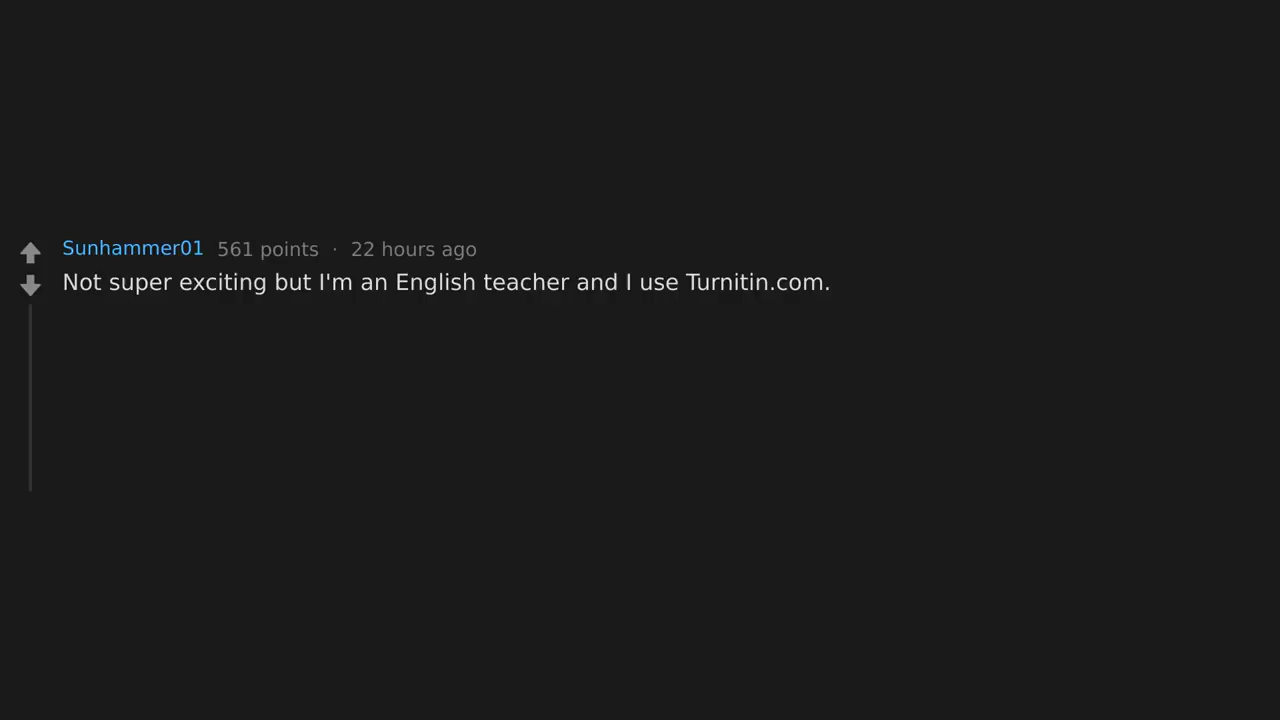 Sunhammer01 561 points · 22 hours ago
Not super exciting but I'm an English teacher and I use Turnitin.com.